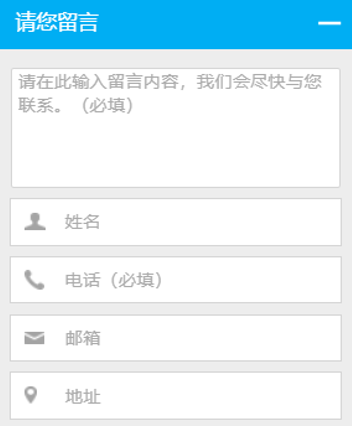 请您留言
请在此输入留言内容，我们会尽快与您
联系。（必填）
姓名
电话（必填）
邮箱
地址